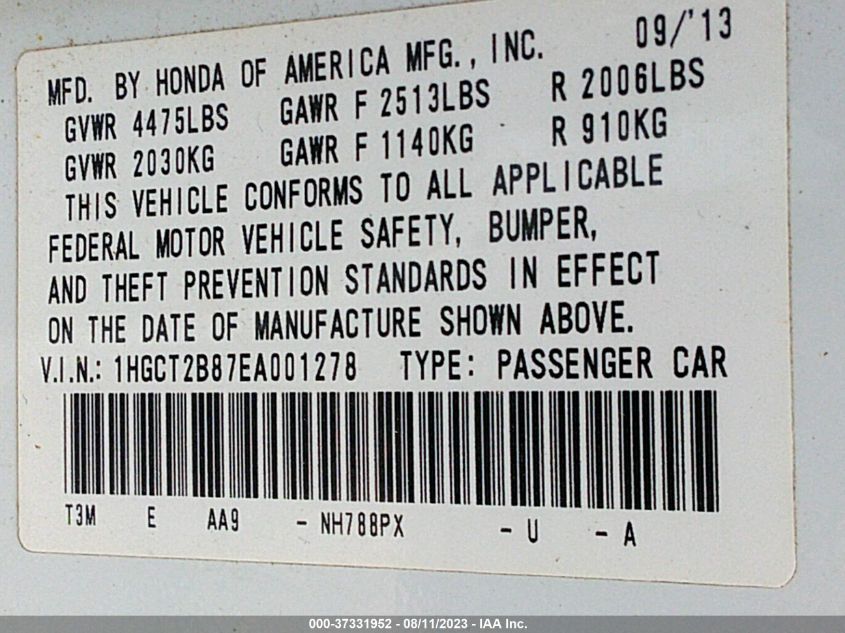 MFD. BY HONDA OF AMERICA MFG., INC. 09/'13
GVWR 4475LBS GAWR F 2513LBS R 2006LBS
GVWR 2030KG GAWR F 1140KG R 910KG
THIS VEHICLE CONFORMS TO ALL APPLICABLE
FEDERAL MOTOR VEHICLE SAFETY, BUMPER,
AND THEFT PREVENTION STANDARDS IN EFFECT
ON THE DATE OF MANUFACTURE SHOWN ABOVE.
V.I.N.: 1HGCT2B87EA001278 TYPE: PASSENGER CAR
T3M E AA9 - NH788PX - U - A
000-37331952 - 08/11/2023 - IAA Inc.